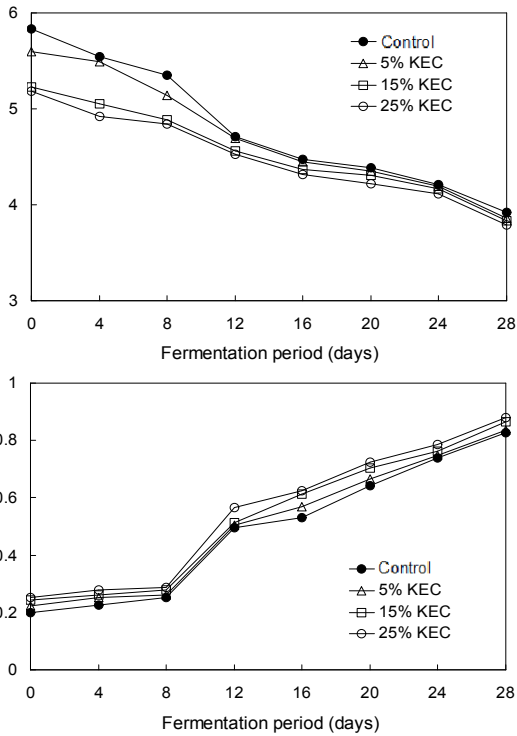 6
5
4
3
Control
5% KEC
15% KEC
25% KEC
0 4 8 12 16 20 24 28
Fermentation period (days)
1
0.8
0.6
0.4
0.2
0
Control
5% KEC
15% KEC
25% KEC
0 4 8 12 16 20 24 28
Fermentation period (days)